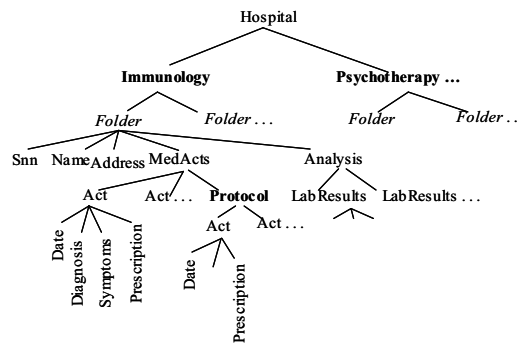 Hospital
Immunology Psychotherapy ...
Folder Folder ... Folder Folder ..
Snn Name Address MedActs Analysis
Act Act ... Protocol LabResults LabResults ...
Date Diagnosis Symptoms Prescription Act Act ...
Date Prescription